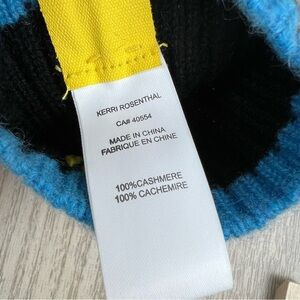 KERRI ROSENTHAL
CA# 40554
MADE IN CHINA
FABRIQUE EN CHINE
100%CASHMERE
100% CACHEMIRE